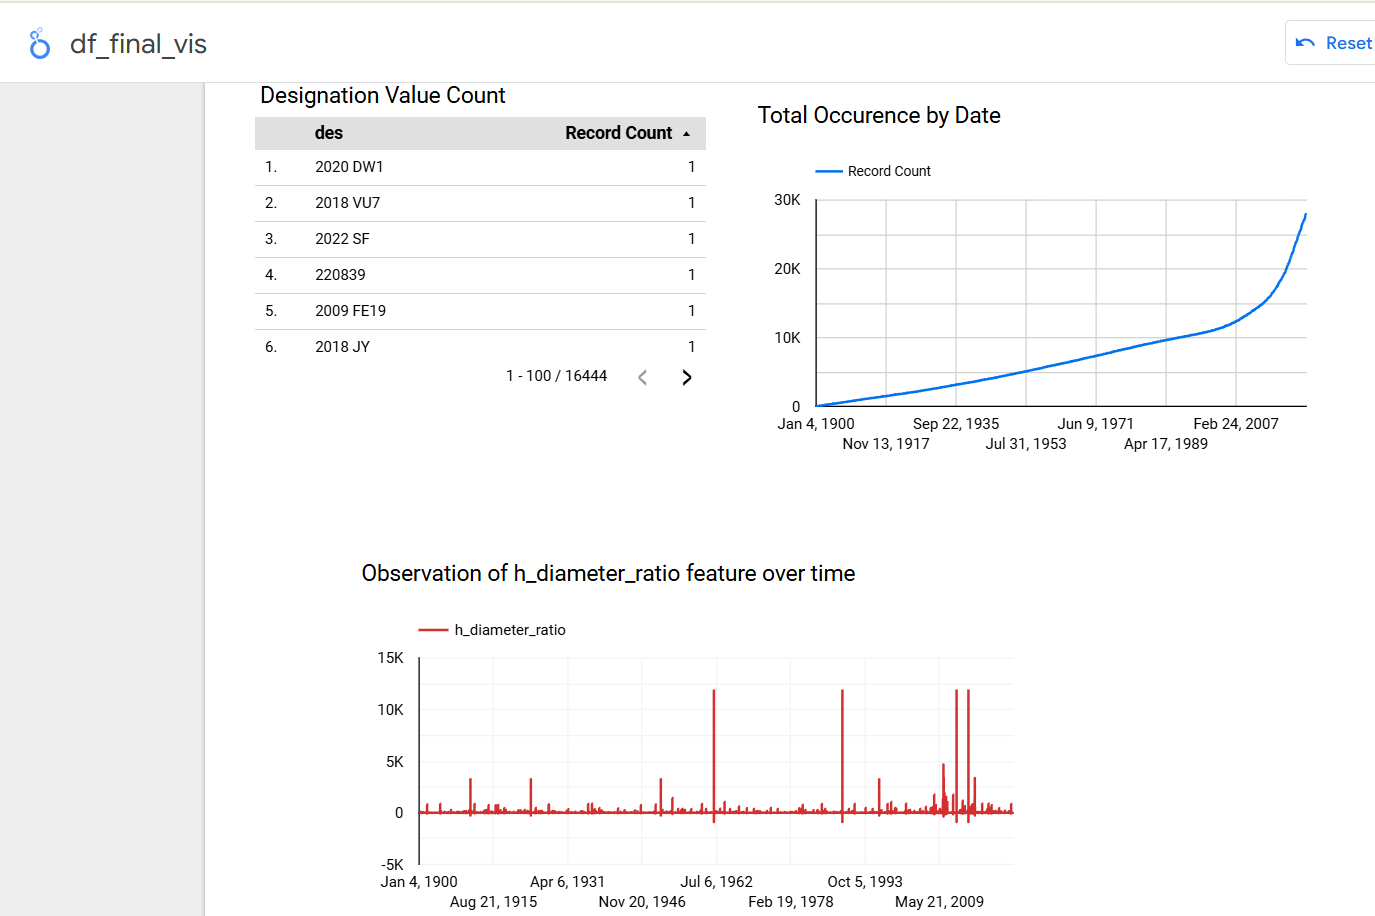 df_final_vis
Reset
Designation Value Count
des Record Count
1. 2020 DW1 1
2. 2018 VU7 1
3. 2022 SF 1
4. 220839 1
5. 2009 FE19 1
6. 2018 JY 1
1 - 100 / 16444
Total Occurence by Date
Record Count
30K
20K
10K
0
Jan 4, 1900 Sep 22, 1935 Jun 9, 1971 Feb 24, 2007
Nov 13, 1917 Jul 31, 1953 Apr 17, 1989
Observation of h_diameter_ratio feature over time
h_diameter_ratio
15K
10K
5K
0
-5K
Jan 4, 1900 Apr 6, 1931 Jul 6, 1962 Oct 5, 1993
Aug 21, 1915 Nov 20, 1946 Feb 19, 1978 May 21, 2009